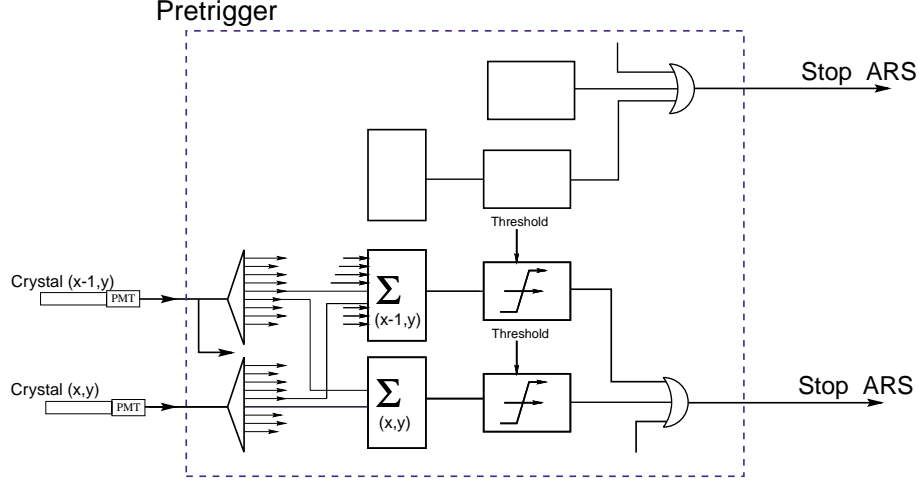 Pretrigger
Stop ARS
Threshold
Crystal (x-1,y)
PMT
Σ
(x-1,y)
Threshold
Crystal (x,y)
PMT
Σ
(x,y)
Stop ARS